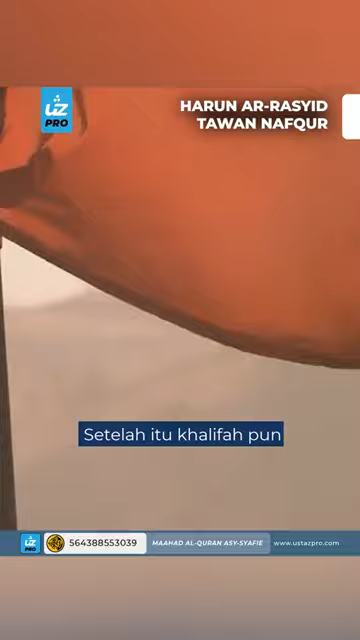 UZ
PRO
HARUN AR-RASYID
TAWAN NAFQUR
Setelah itu khalifah pun
UZ
PRO
564388553039
MAAHAD AL-QURAN ASY-SYAFIE
www.ustazpro.com